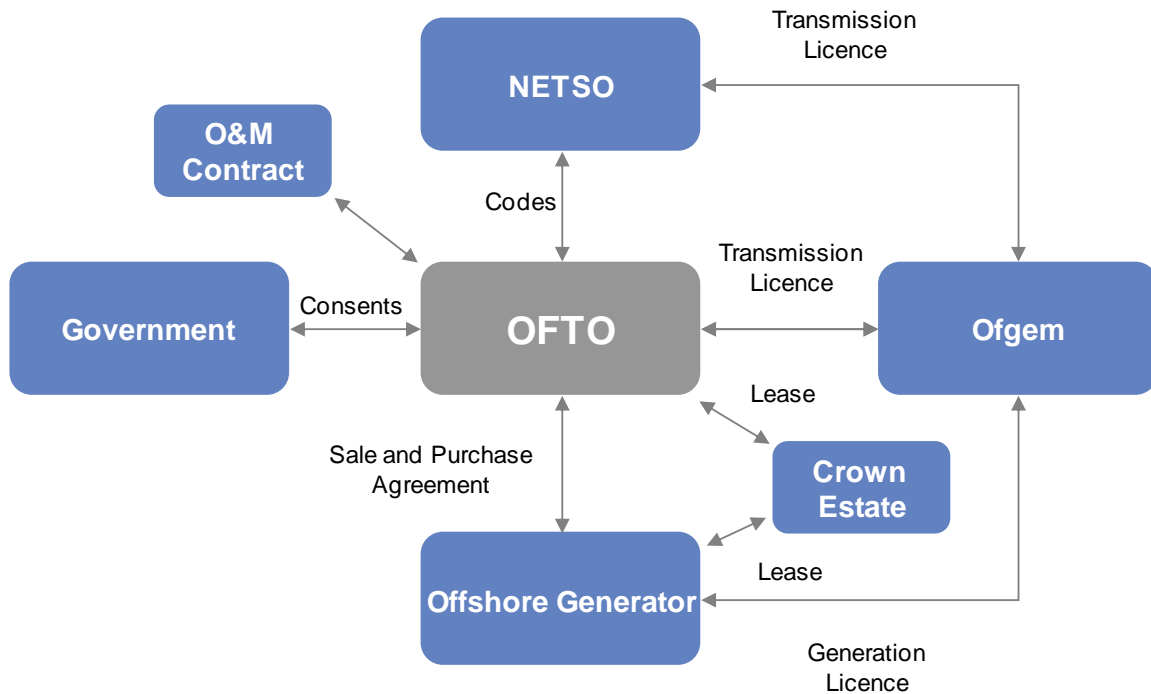 Transmission
Licence
NETSO
O&M
Contract
Codes
Transmission
Licence
Government
Consents
OFTO
Ofgem
Lease
Sale and Purchase
Agreement
Crown
Estate
Lease
Offshore Generator
Generation
Licence